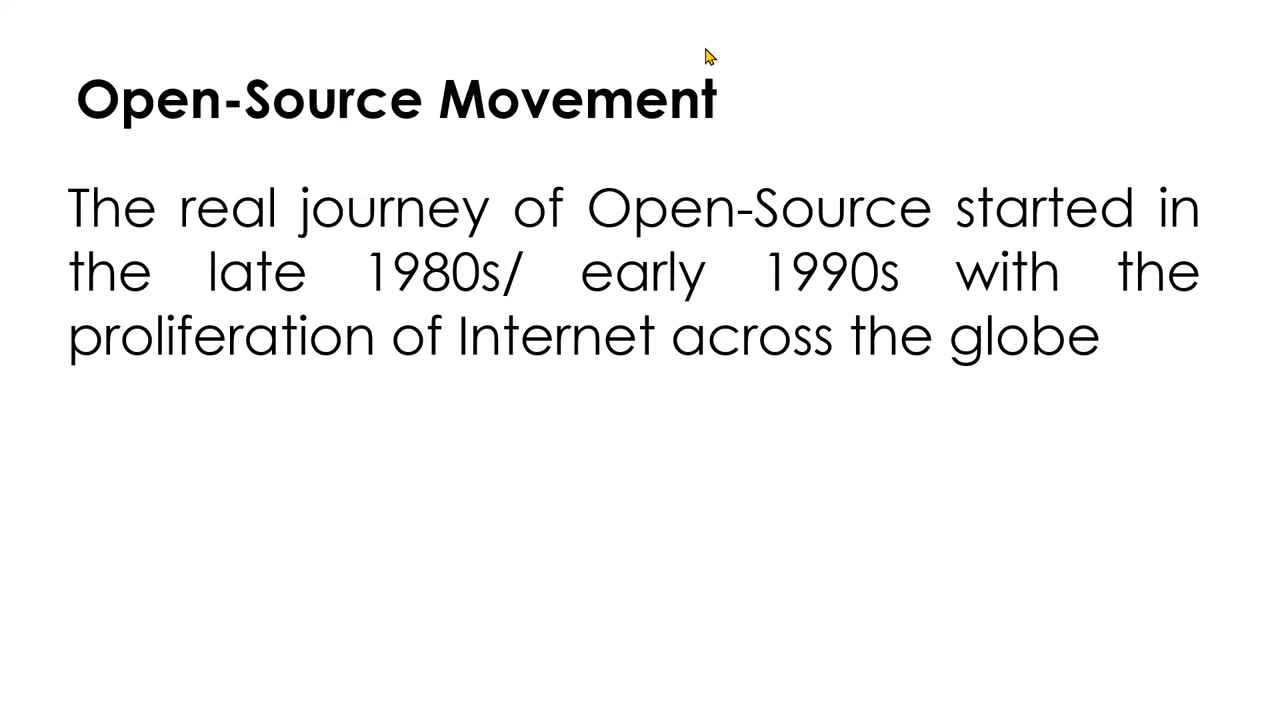 Open-Source Movement
The real journey of Open-Source started in
the late 1980s/ early 1990s with the
proliferation of Internet across the globe